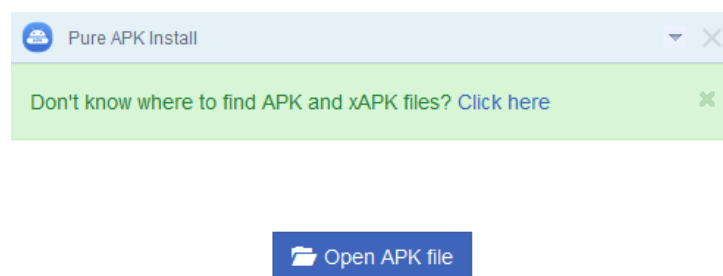 Pure APK Install
Don't know where to find APK and xAPK files? Click here
Open APK file